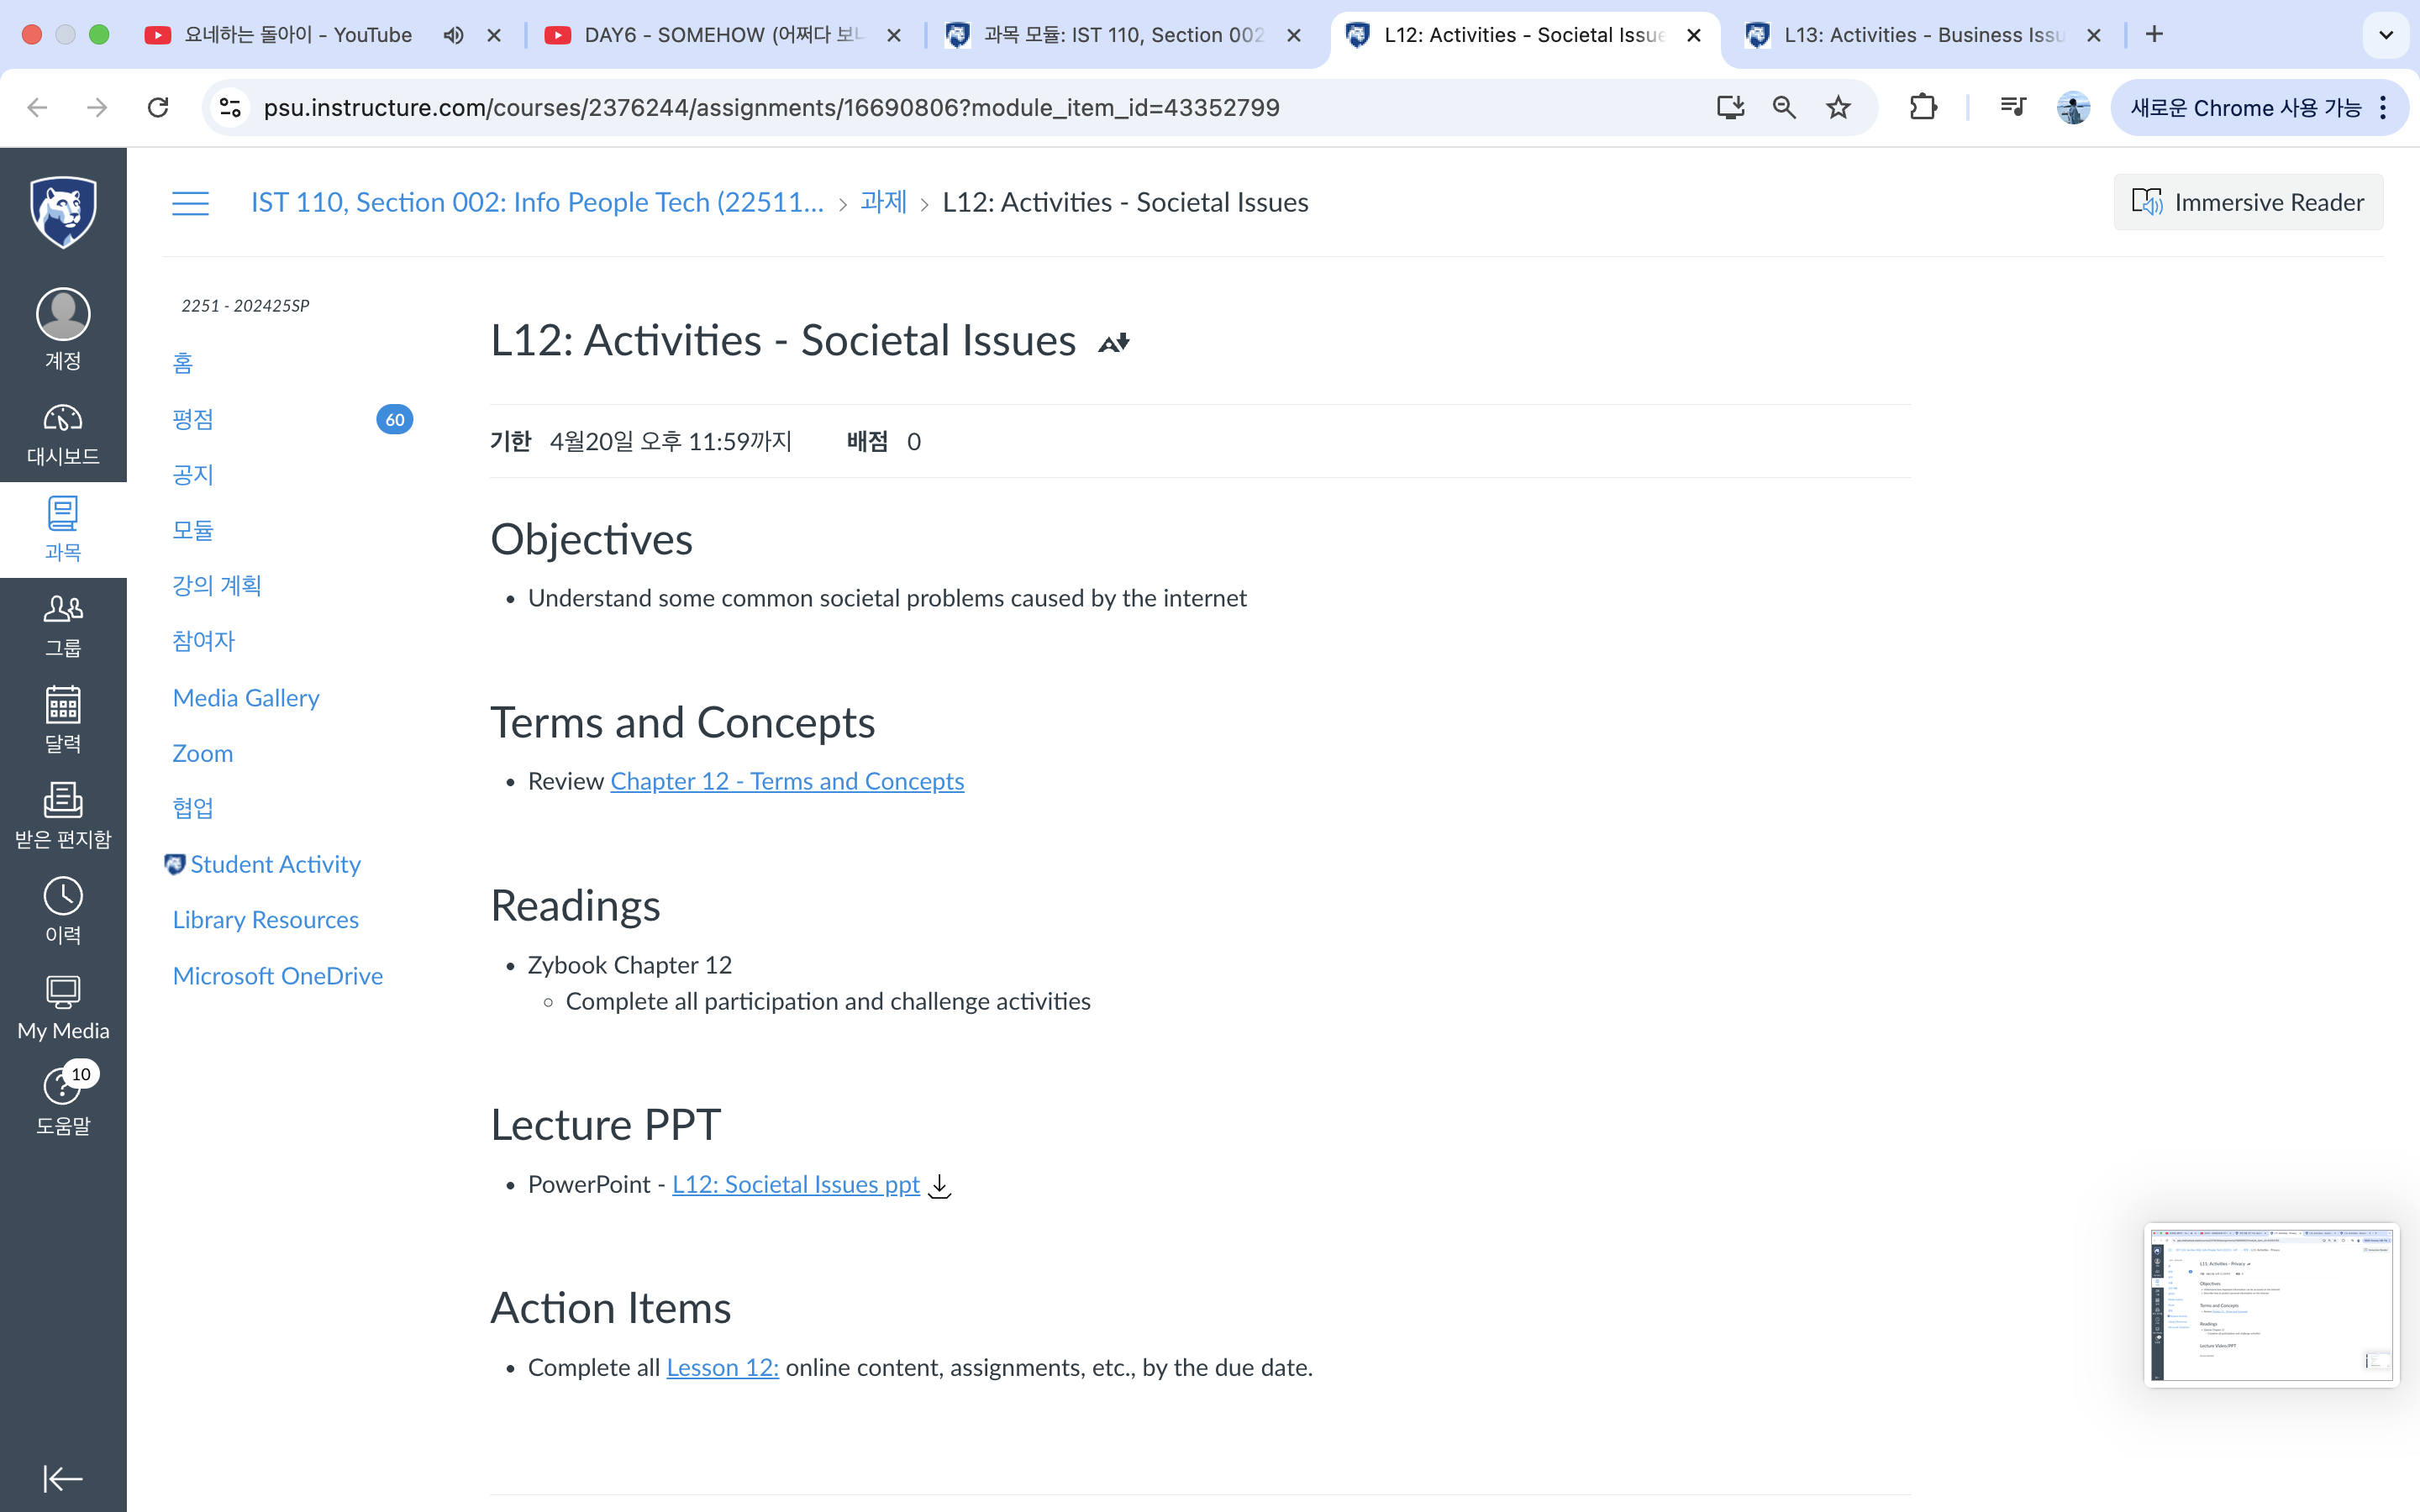 요네하는 돌아이 - YouTube
DAY6 - SOMEHOW (어쩌다 보니
과목 모듈: IST 110, Section 002
L12: Activities - Societal Issue
L13: Activities - Business Issu
psu.instructure.com/courses/2376244/assignments/16690806?module_item_id=43352799
새로운 Chrome 사용 가능
IST 110, Section 002: Info People Tech (22511... › 과제 › L12: Activities - Societal Issues
Immersive Reader
계정
대시보드
과목
그룹
달력
받은 편지함
이력
My Media
10
도움말
2251 - 202425SP
홈
평점 60
공지
모듈
강의 계획
참여자
Media Gallery
Zoom
협업
Student Activity
Library Resources
Microsoft OneDrive
L12: Activities - Societal Issues
기한 4월20일 오후 11:59까지 배점 0
Objectives
• Understand some common societal problems caused by the internet
Terms and Concepts
• Review Chapter 12 - Terms and Concepts
Readings
• Zybook Chapter 12
◦ Complete all participation and challenge activities
Lecture PPT
• PowerPoint - L12: Societal Issues ppt
Action Items
• Complete all Lesson 12: online content, assignments, etc., by the due date.